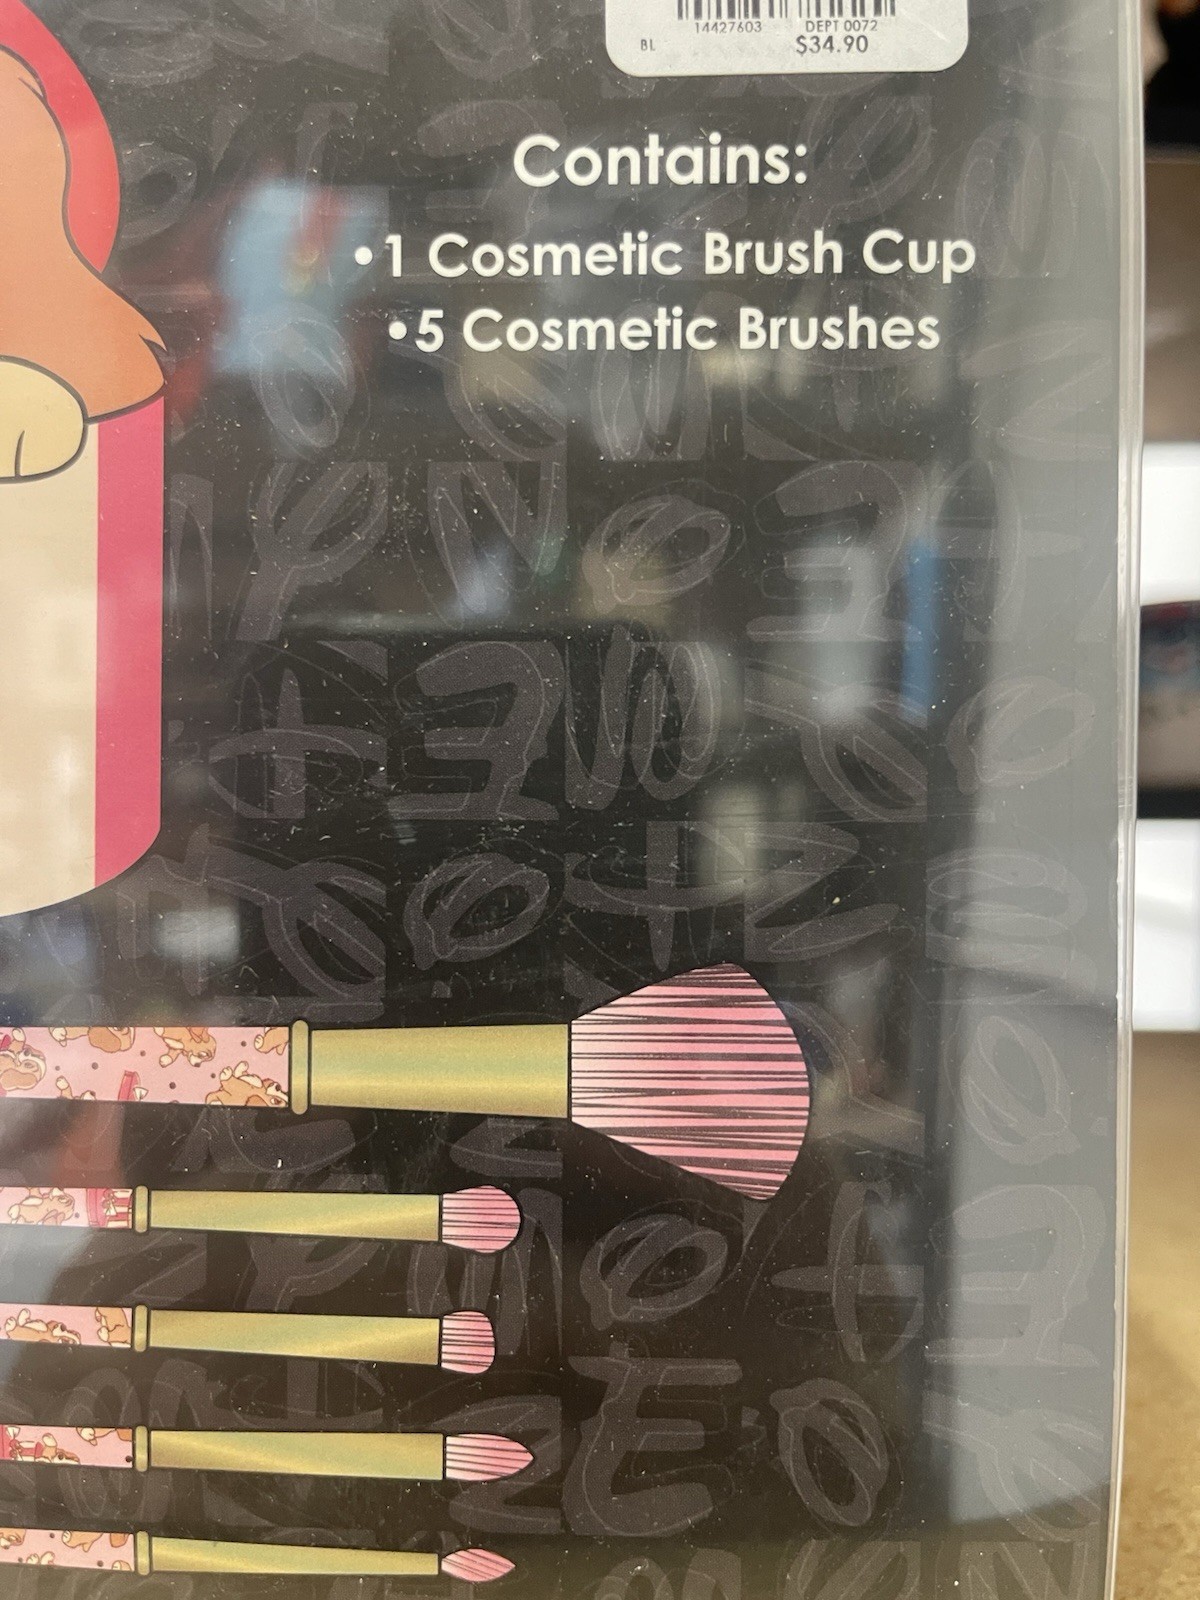 14427603 DEPT 0072
BL $34.90
Contains:
•1 Cosmetic Brush Cup
•5 Cosmetic Brushes